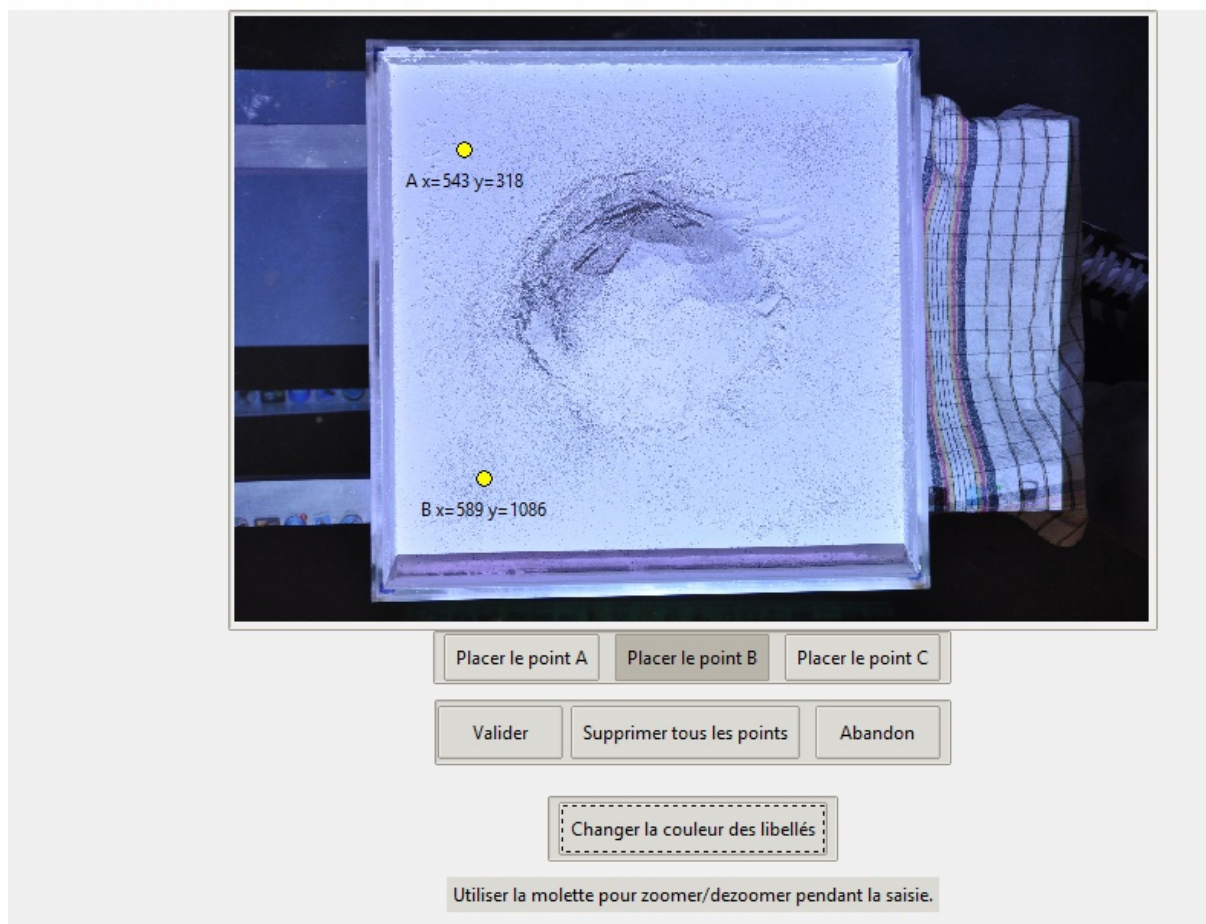 A x=543 y=318
B x=589 y=1086
Placer le point A
Placer le point B
Placer le point C
Valider
Supprimer tous les points
Abandon
Changer la couleur des libellés
Utiliser la molette pour zoomer/dezoomer pendant la saisie.